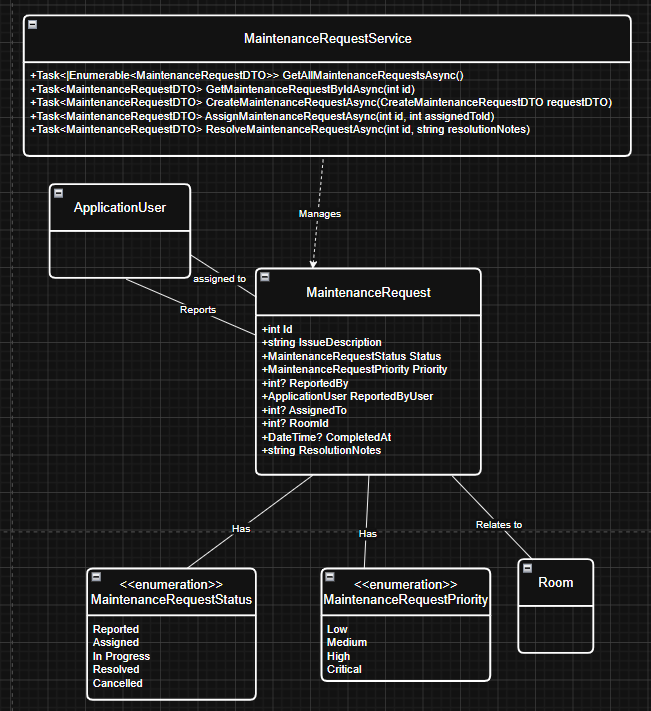 MaintenanceRequestService
+Task<|Enumerable<MaintenanceRequestDTO>> GetAllMaintenanceRequestsAsync()
+Task<MaintenanceRequestDTO> GetMaintenanceRequestByIdAsync(int id)
+Task<MaintenanceRequestDTO> CreateMaintenanceRequestAsync(CreateMaintenanceRequestDTO requestDTO)
+Task<MaintenanceRequestDTO> AssignMaintenanceRequestAsync(int id, int assignedToId)
+Task<MaintenanceRequestDTO> ResolveMaintenanceRequestAsync(int id, string resolutionNotes)
Manages
ApplicationUser
assigned to
Reports
MaintenanceRequest
+int Id
+string IssueDescription
+MaintenanceRequestStatus Status
+MaintenanceRequestPriority Priority
+int? ReportedBy
+ApplicationUser ReportedByUser
+int? AssignedTo
+int? RoomId
+DateTime? CompletedAt
+string ResolutionNotes
Has
Has
Relates to
<<enumeration>>
MaintenanceRequestStatus
Reported
Assigned
In Progress
Resolved
Cancelled
<<enumeration>>
MaintenanceRequestPriority
Low
Medium
High
Critical
Room